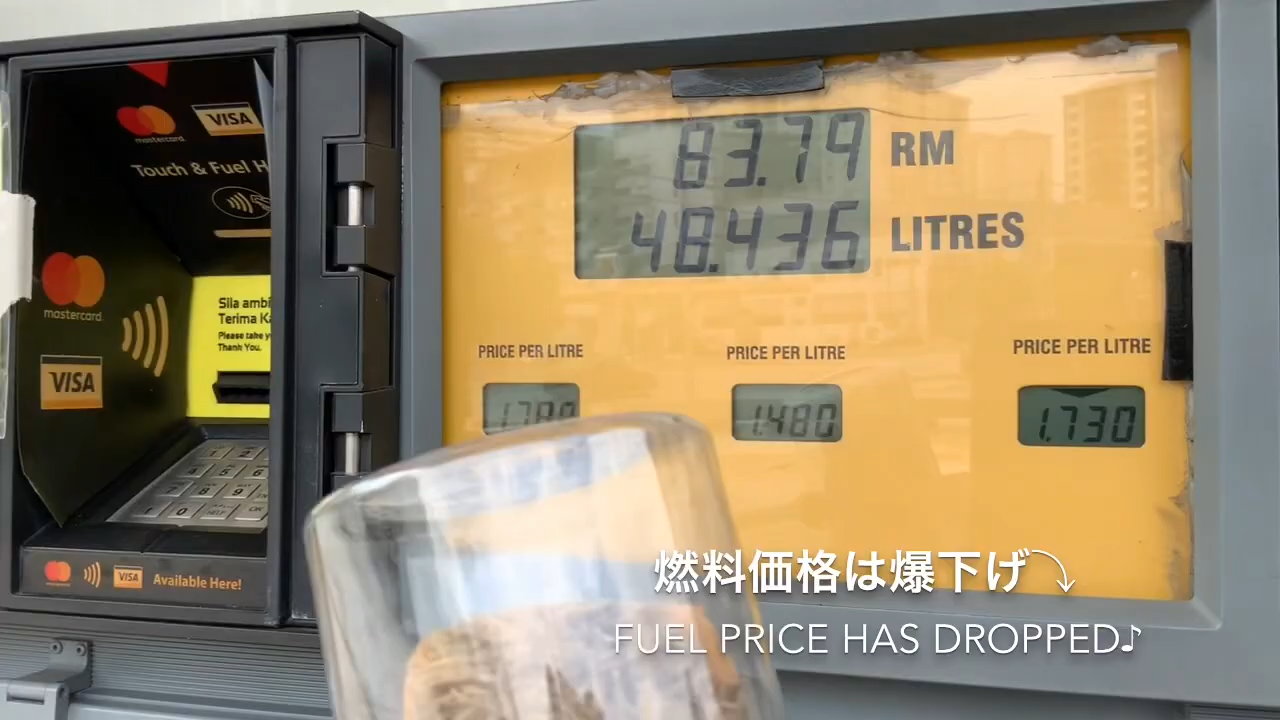 mastercard
VISA
Touch & Fuel H
mastercard
VISA
Sila ambi
Terima Ka
Please take y
Thank You.
VISA
Available Here!
83.79 RM
48.436 LITRES
PRICE PER LITRE
PRICE PER LITRE
PRICE PER LITRE
1.480
1.730
燃料価格は爆下げ⤵
FUEL PRICE HAS DROPPED♪